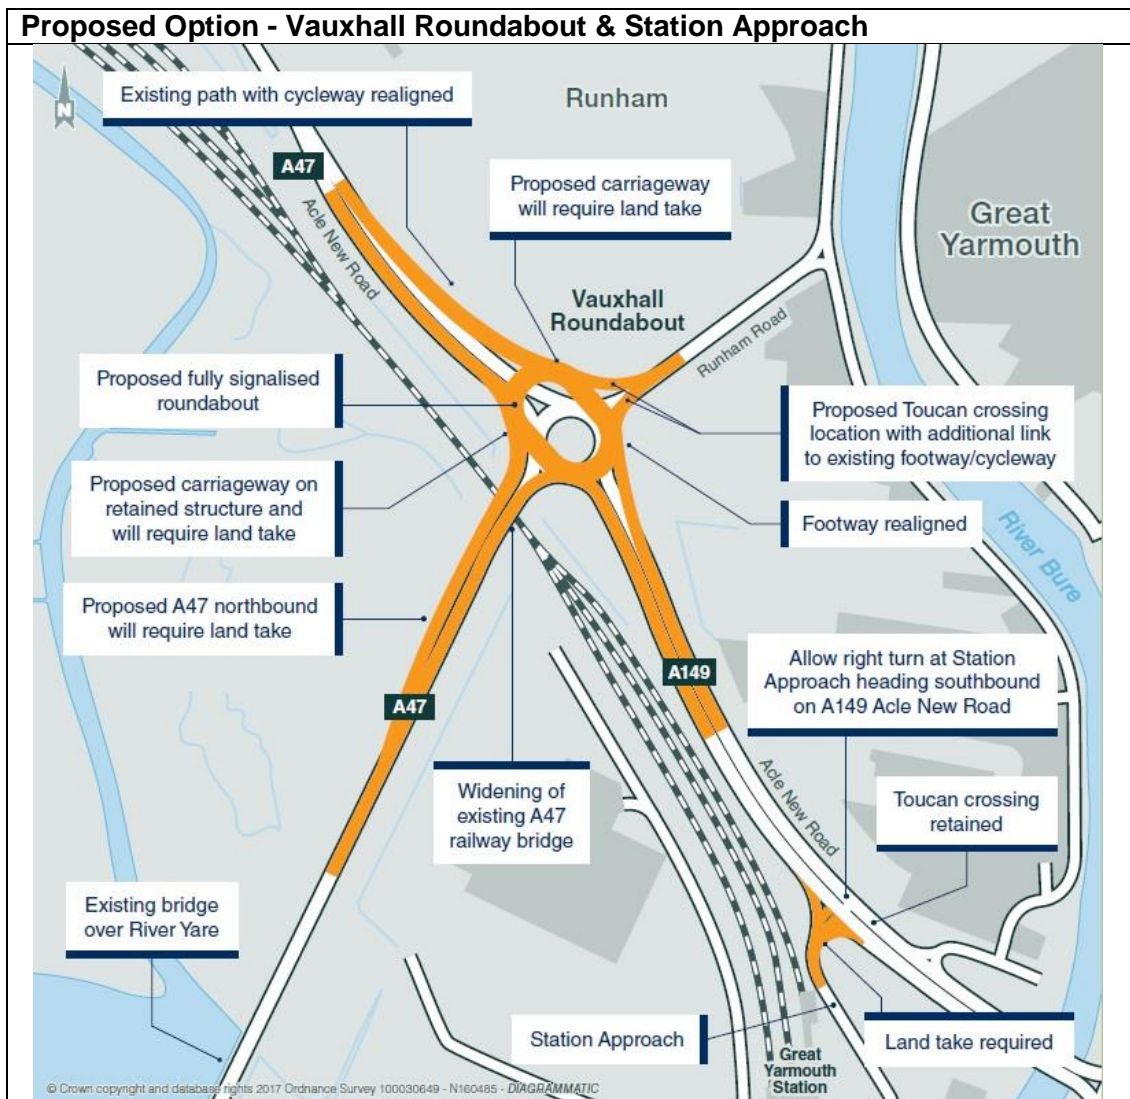 Proposed Option - Vauxhall Roundabout & Station Approach
N
Existing path with cycleway realigned
Runham
A47
Proposed carriageway
will require land take
Great
Yarmouth
Acle New Road
Vauxhall
Roundabout
Runham Road
Proposed fully signalised
roundabout
Proposed Toucan crossing
location with additional link
to existing footway/cycleway
Proposed carriageway on
retained structure and
will require land take
Footway realigned
River Bure
Proposed A47 northbound
will require land take
Allow right turn at Station
Approach heading southbound
on A149 Acle New Road
A149
A47
Widening of
existing A47
railway bridge
Acle New Road
Toucan crossing
retained
Existing bridge
over River Yare
Station Approach
Land take required
Great
Yarmouth
Station
© Crown copyright and database rights 2017 Ordnance Survey 100030649 - N160485 - DIAGRAMMATIC